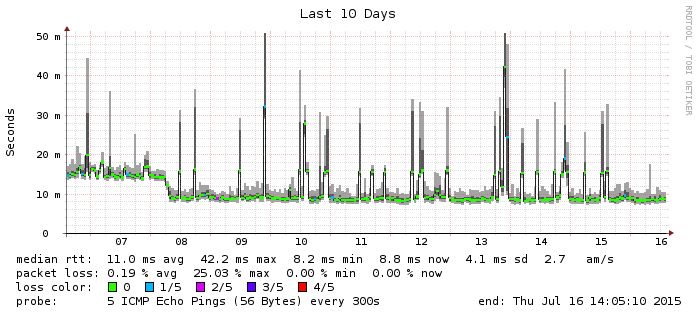 Last 10 Days
RRDTOOL / TOBI OETIKER
Seconds
50 m
40 m
30 m
20 m
10 m
0
07 08 09 10 11 12 13 14 15 16
median rtt: 11.0 ms avg 42.2 ms max 8.2 ms min 8.8 ms now 4.1 ms sd 2.7 am/s
packet loss: 0.19 % avg 25.03 % max 0.00 % min 0.00 % now
loss color: 0 1/5 2/5 3/5 4/5
probe: 5 ICMP Echo Pings (56 Bytes) every 300s end: Thu Jul 16 14:05:10 2015